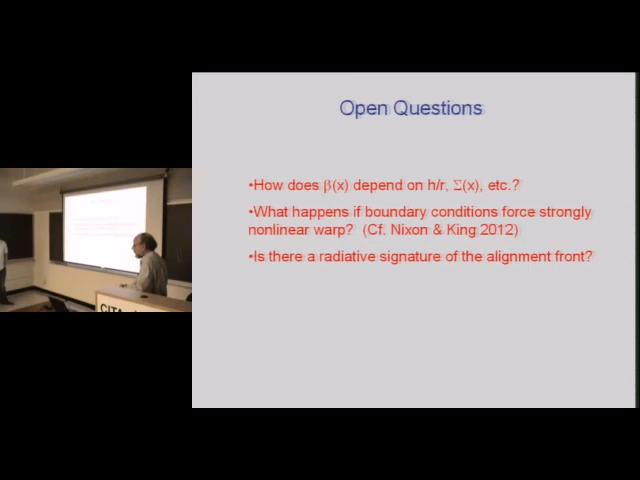 Open Questions
•How does β(x) depend on h/r, Σ(x), etc.?
•What happens if boundary conditions force strongly
nonlinear warp? (Cf. Nixon & King 2012)
•Is there a radiative signature of the alignment front?
CITA